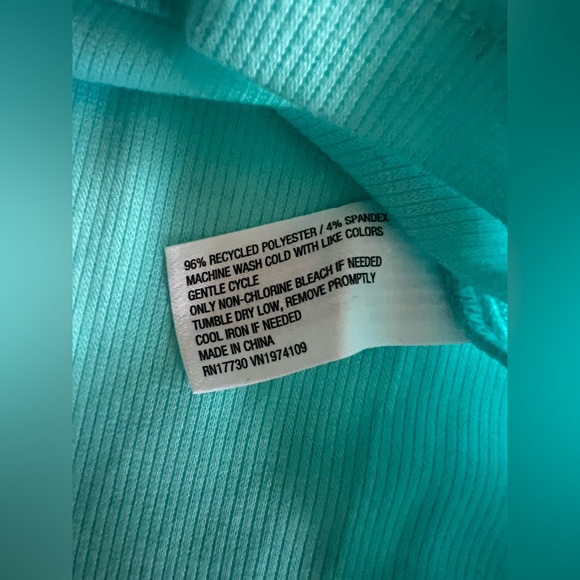 96% RECYCLED POLYESTER / 4% SPANDEX
MACHINE WASH COLD WITH LIKE COLORS
GENTLE CYCLE
ONLY NON-CHLORINE BLEACH IF NEEDED
TUMBLE DRY LOW, REMOVE PROMPTLY
COOL IRON IF NEEDED
MADE IN CHINA
RN17730 VN1974109